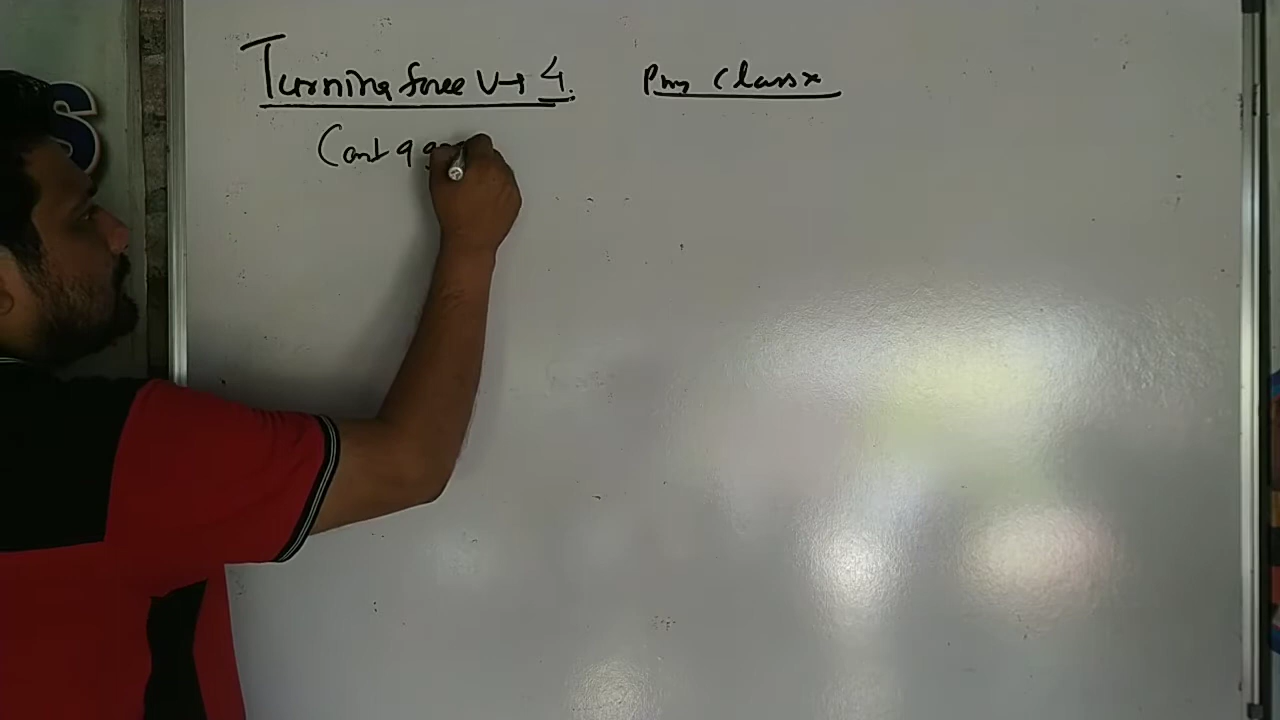 Turning force V → 4. Phy Class x
S